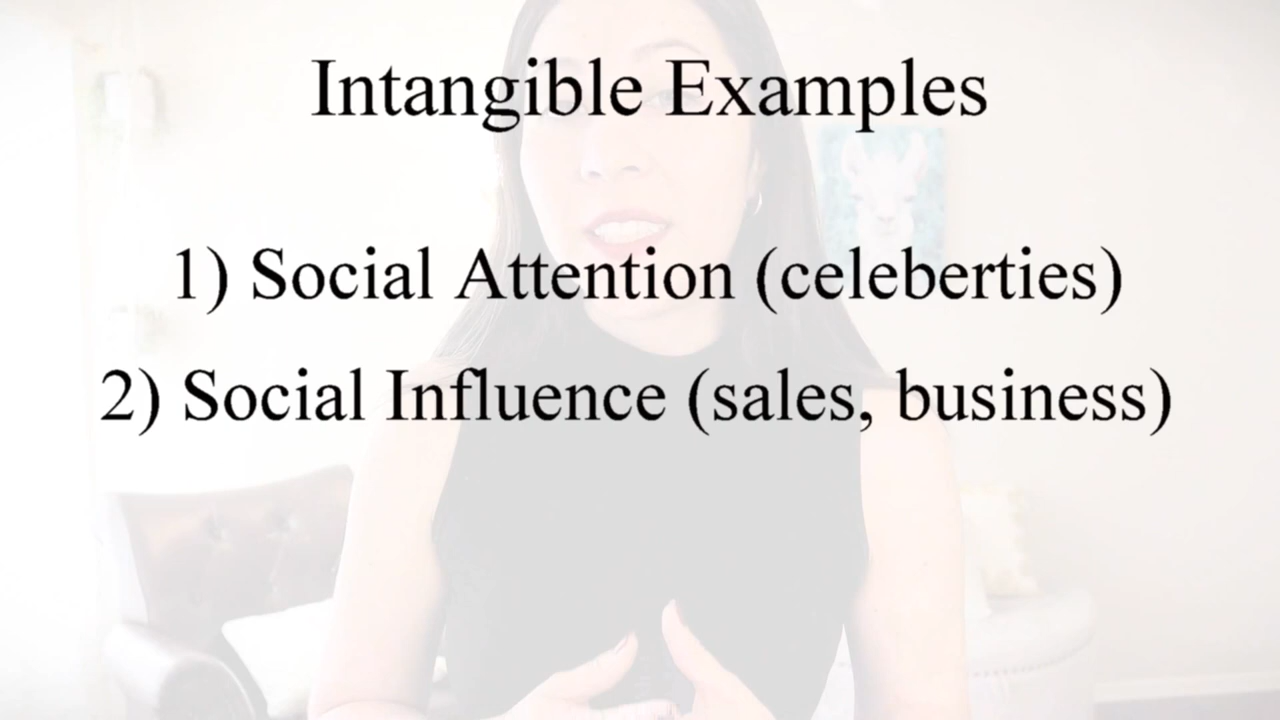 Intangible Examples
1) Social Attention (celeberties)
2) Social Influence (sales, business)